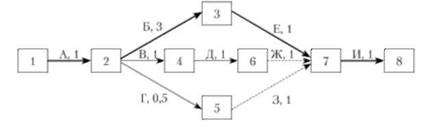 3
Б, 3
Е, 1
1
А, 1
2
В, 1
4
Д, 1
6
Ж, 1
7
И, 1
8
Г, 0,5
5
З, 1